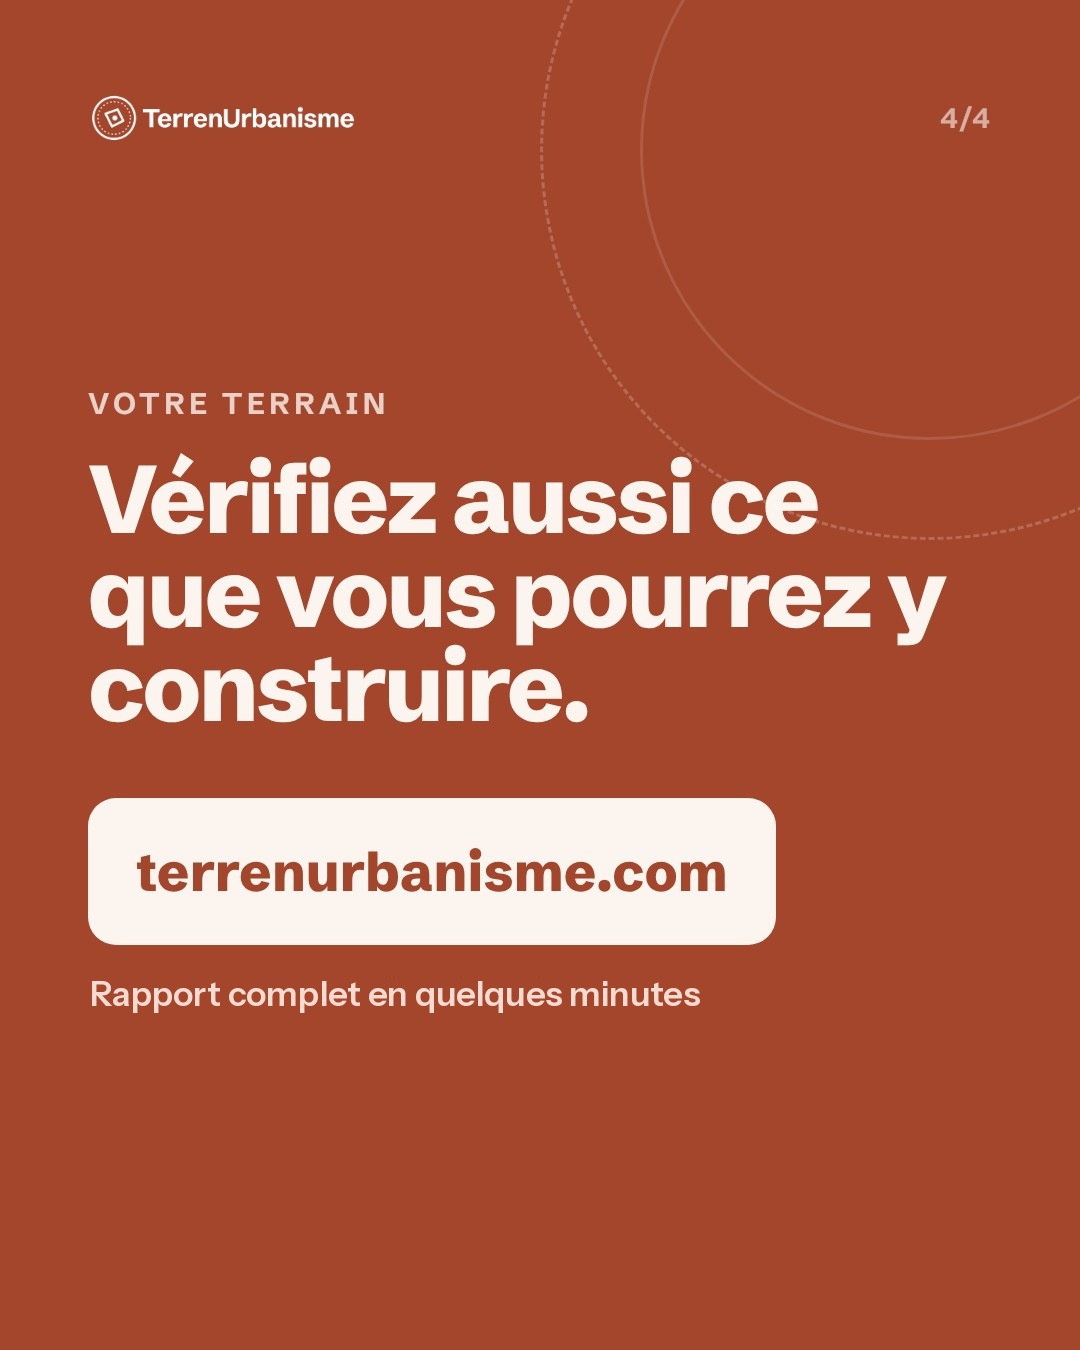 TerrenUrbanisme
4/4
VOTRE TERRAIN
Vérifiez aussi ce
que vous pourrez y
construire.
terrenurbanisme.com
Rapport complet en quelques minutes